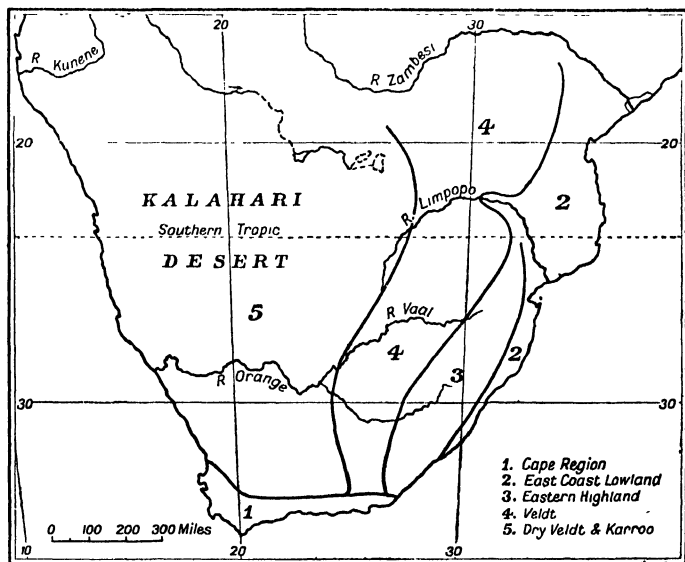 20
30
R Kunene
R Zambesi
20
4
20
R. Limpopo
2
KALAHARI
Southern Tropic
DESERT
5
R Vaal
4
2
3
R Orange
30
30
1
1. Cape Region
2. East Coast Lowland
3. Eastern Highland
4. Veldt
5. Dry Veldt & Karroo
0 100 200 300 Miles
10
20
30